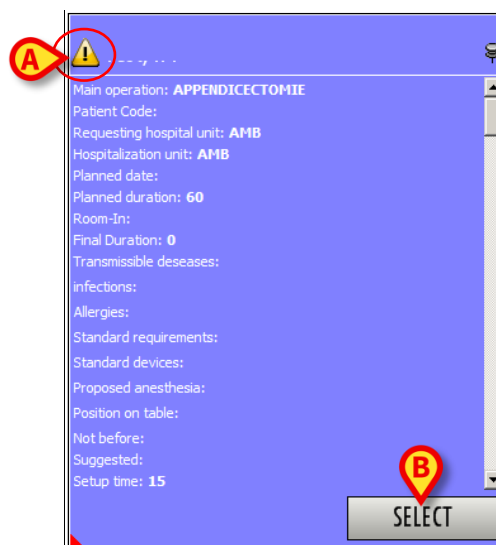 A
Main operation: APPENDICECTOMIE
Patient Code:
Requesting hospital unit: AMB
Hospitalization unit: AMB
Planned date:
Planned duration: 60
Room-In:
Final Duration: 0
Transmissible deseases:
infections:
Allergies:
Standard requirements:
Standard devices:
Proposed anesthesia:
Position on table:
Not before:
Suggested:
Setup time: 15
B
SELECT